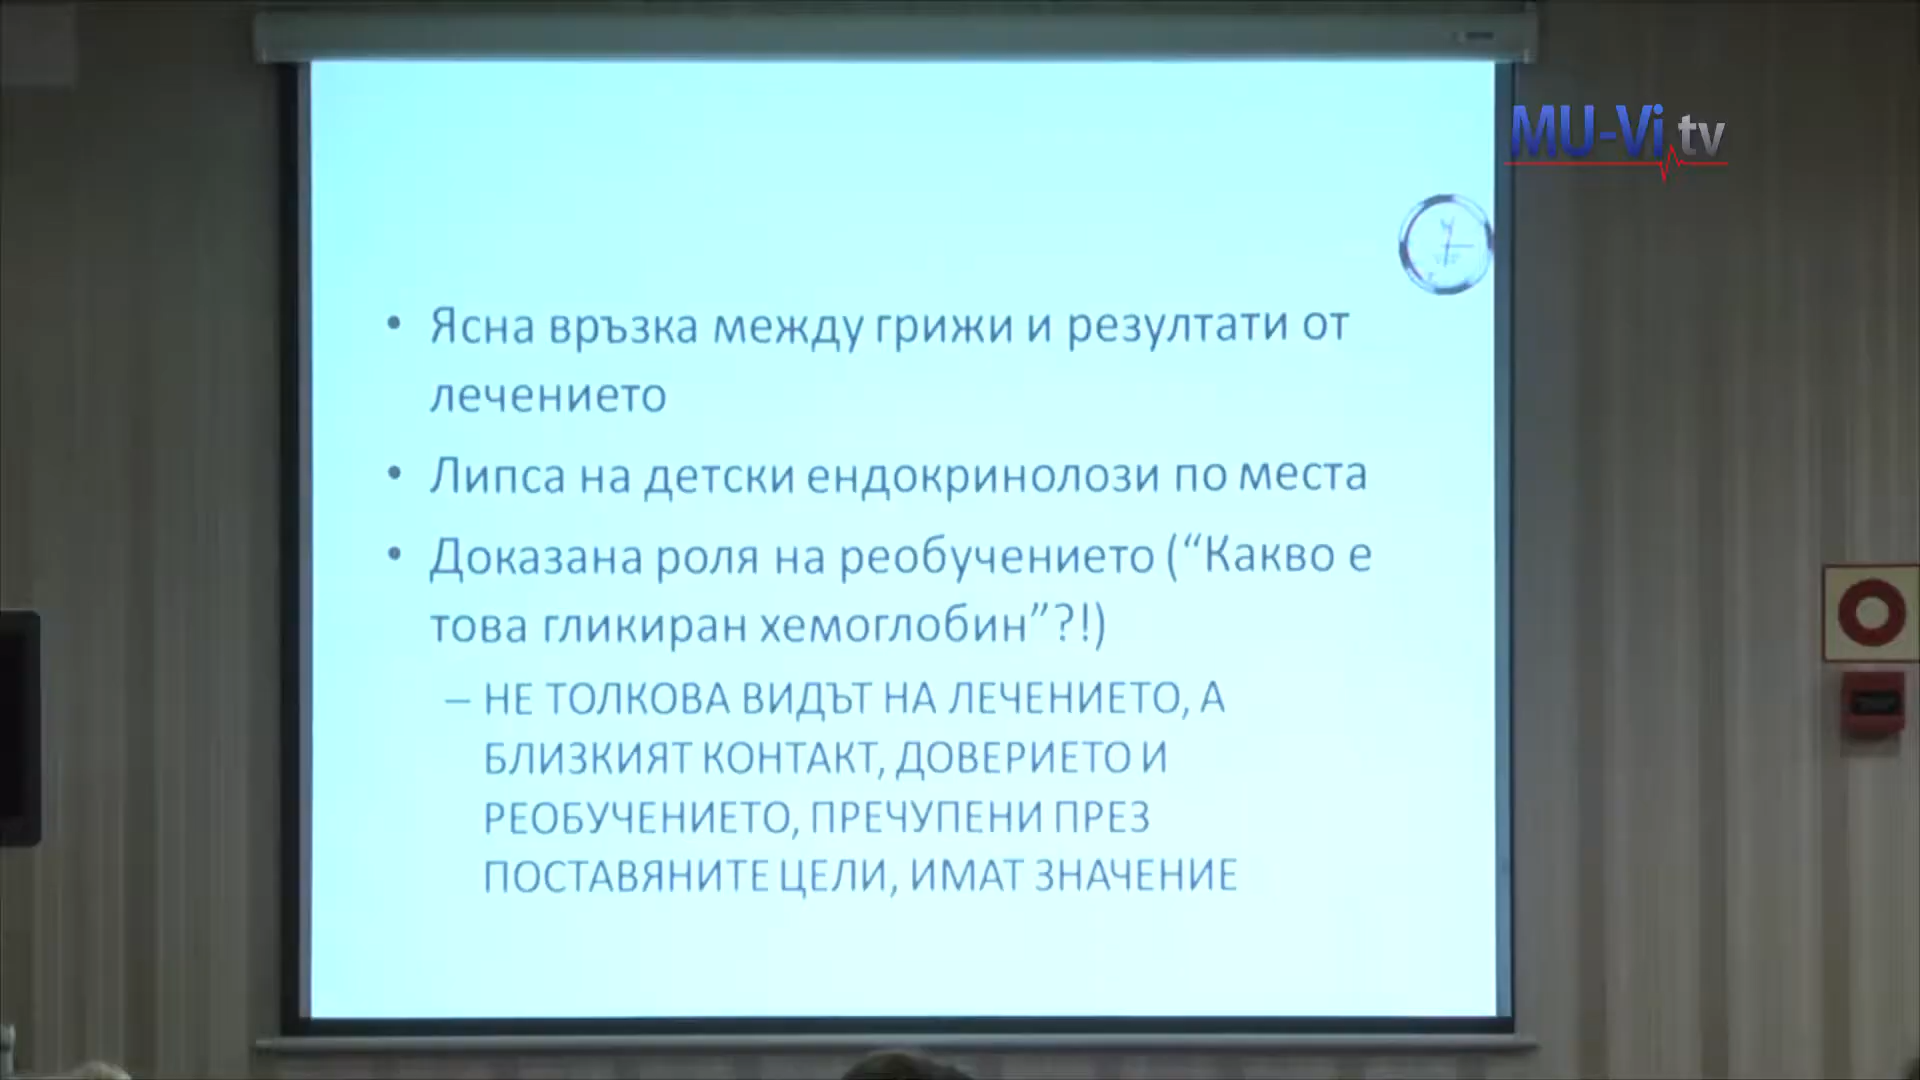 MU-Vi.tv
• Ясна връзка между грижи и резултати от
лечението
• Липса на детски ендокринолози по места
• Доказана роля на реобучението (“Какво е
това гликиран хемоглобин”?!)
– НЕ ТОЛКОВА ВИДЪТ НА ЛЕЧЕНИЕТО, А
БЛИЗКИЯТ КОНТАКТ, ДОВЕРИЕТО И
РЕОБУЧЕНИЕТО, ПРЕЧУПЕНИ ПРЕЗ
ПОСТАВЯНИТЕ ЦЕЛИ, ИМАТ ЗНАЧЕНИЕ